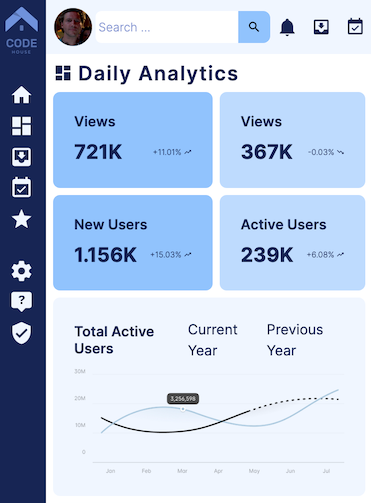 CODE
HOUSE
Search ...
Daily Analytics
Views
721K
+11.01%
Views
367K
-0.03%
New Users
1.156K
+15.03%
Active Users
239K
+6.08%
Total Active
Users
Current
Year
Previous
Year
30M
20M
10M
0
3,256,598
Jan Feb Mar Apr May Jun Jul
?